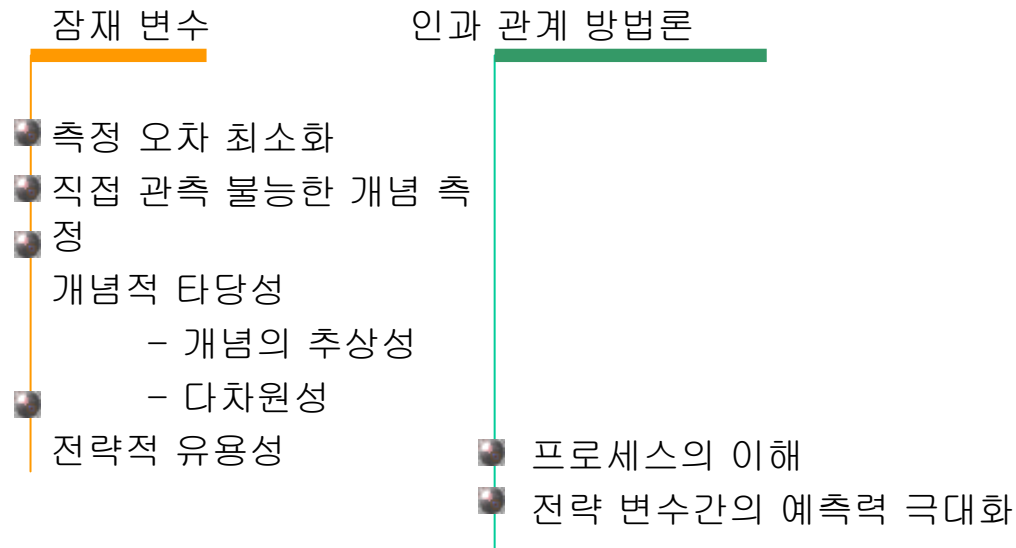 잠재 변수
측정 오차 최소화
직접 관측 불능한 개념 측
정
개념적 타당성
– 개념의 추상성
– 다차원성
전략적 유용성
인과 관계 방법론
프로세스의 이해
전략 변수간의 예측력 극대화